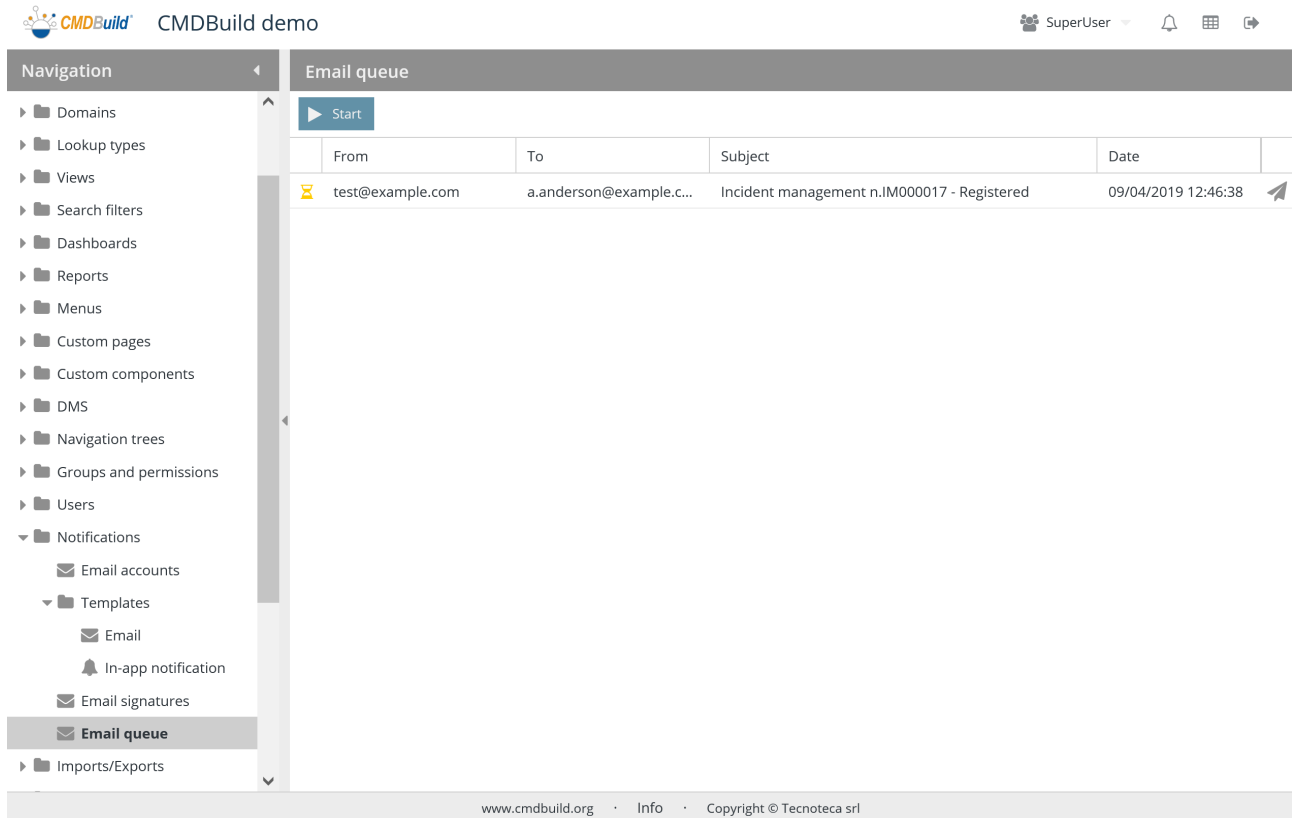 CMDBuild CMDBuild demo SuperUser
Navigation
Email queue
Start
From To Subject Date
test@example.com a.anderson@example.c... Incident management n.IM000017 - Registered 09/04/2019 12:46:38
Domains
Lookup types
Views
Search filters
Dashboards
Reports
Menus
Custom pages
Custom components
DMS
Navigation trees
Groups and permissions
Users
Notifications
Email accounts
Templates
Email
In-app notification
Email signatures
Email queue
Imports/Exports
www.cmdbuild.org · Info · Copyright © Tecnoteca srl